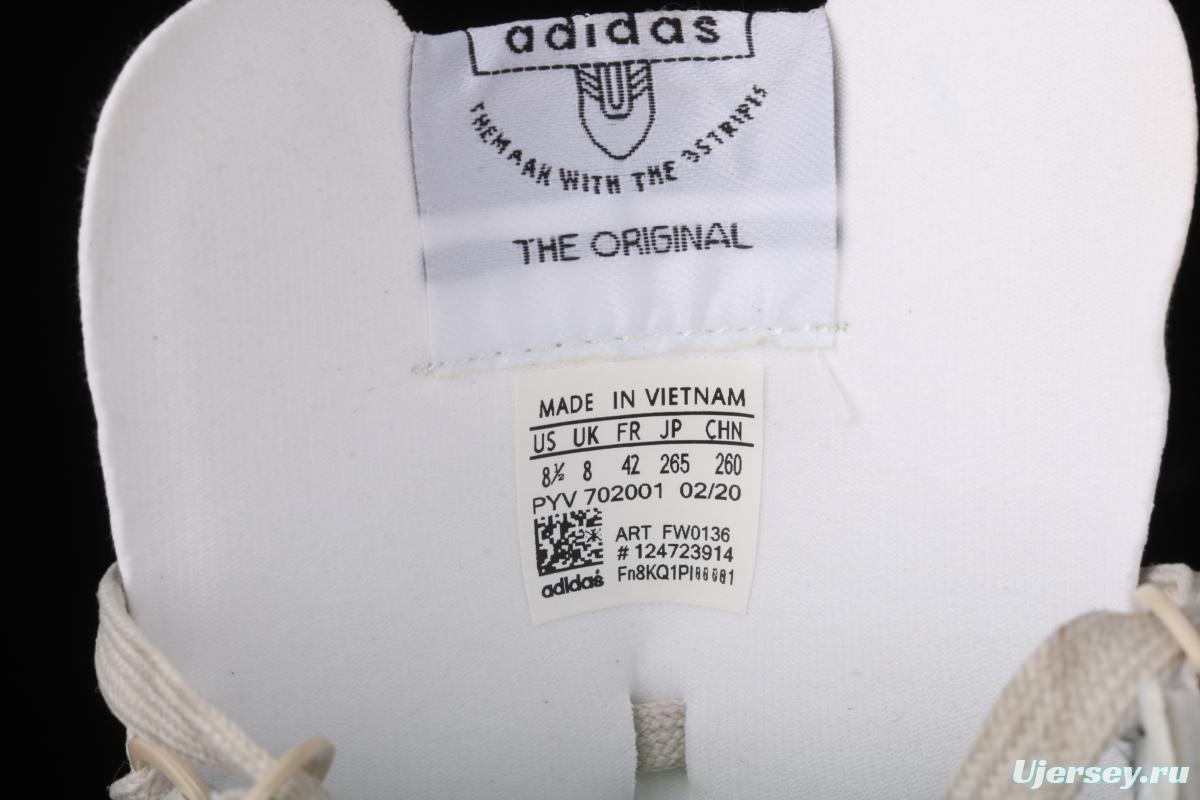 adidas
THEMAAK WITH THE 3STRIPES
THE ORIGINAL
MADE IN VIETNAM
US UK FR JP CHN
8½ 8 42 265 260
PYV 702001 02/20
ART FW0136
# 124723914
adidas
Ujersey.ru